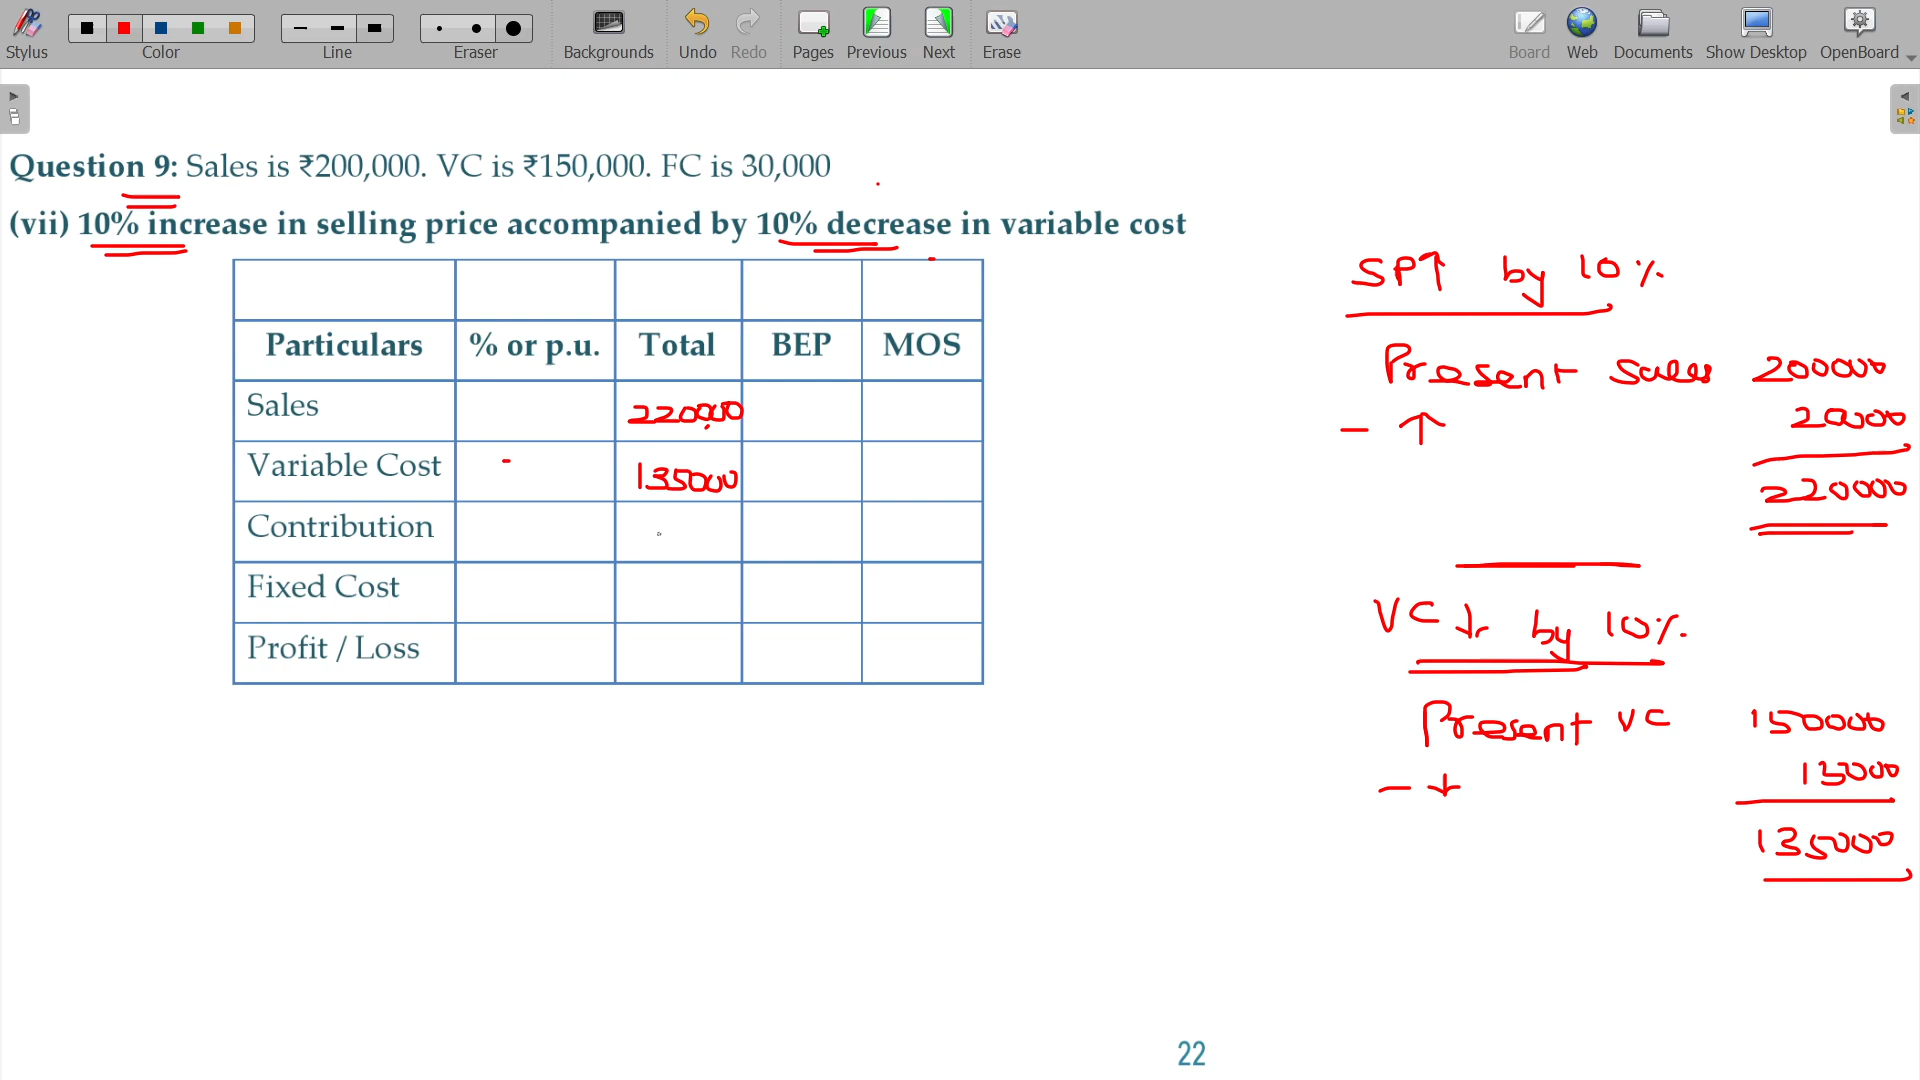 Stylus Color Line Eraser Backgrounds Undo Redo Pages Previous Next Erase Board Web Documents Show Desktop OpenBoard
Question 9: Sales is ₹200,000. VC is ₹150,000. FC is 30,000
(vii) 10% increase in selling price accompanied by 10% decrease in variable cost
Particulars % or p.u. Total BEP MOS
Sales 220000
Variable Cost 135000
Contribution
Fixed Cost
Profit / Loss
SP↑ by 10%
Present sales 200000
- ↑ 20000
220000
VC ↓ by 10%
Present VC 150000
- ↓ 15000
135000
22